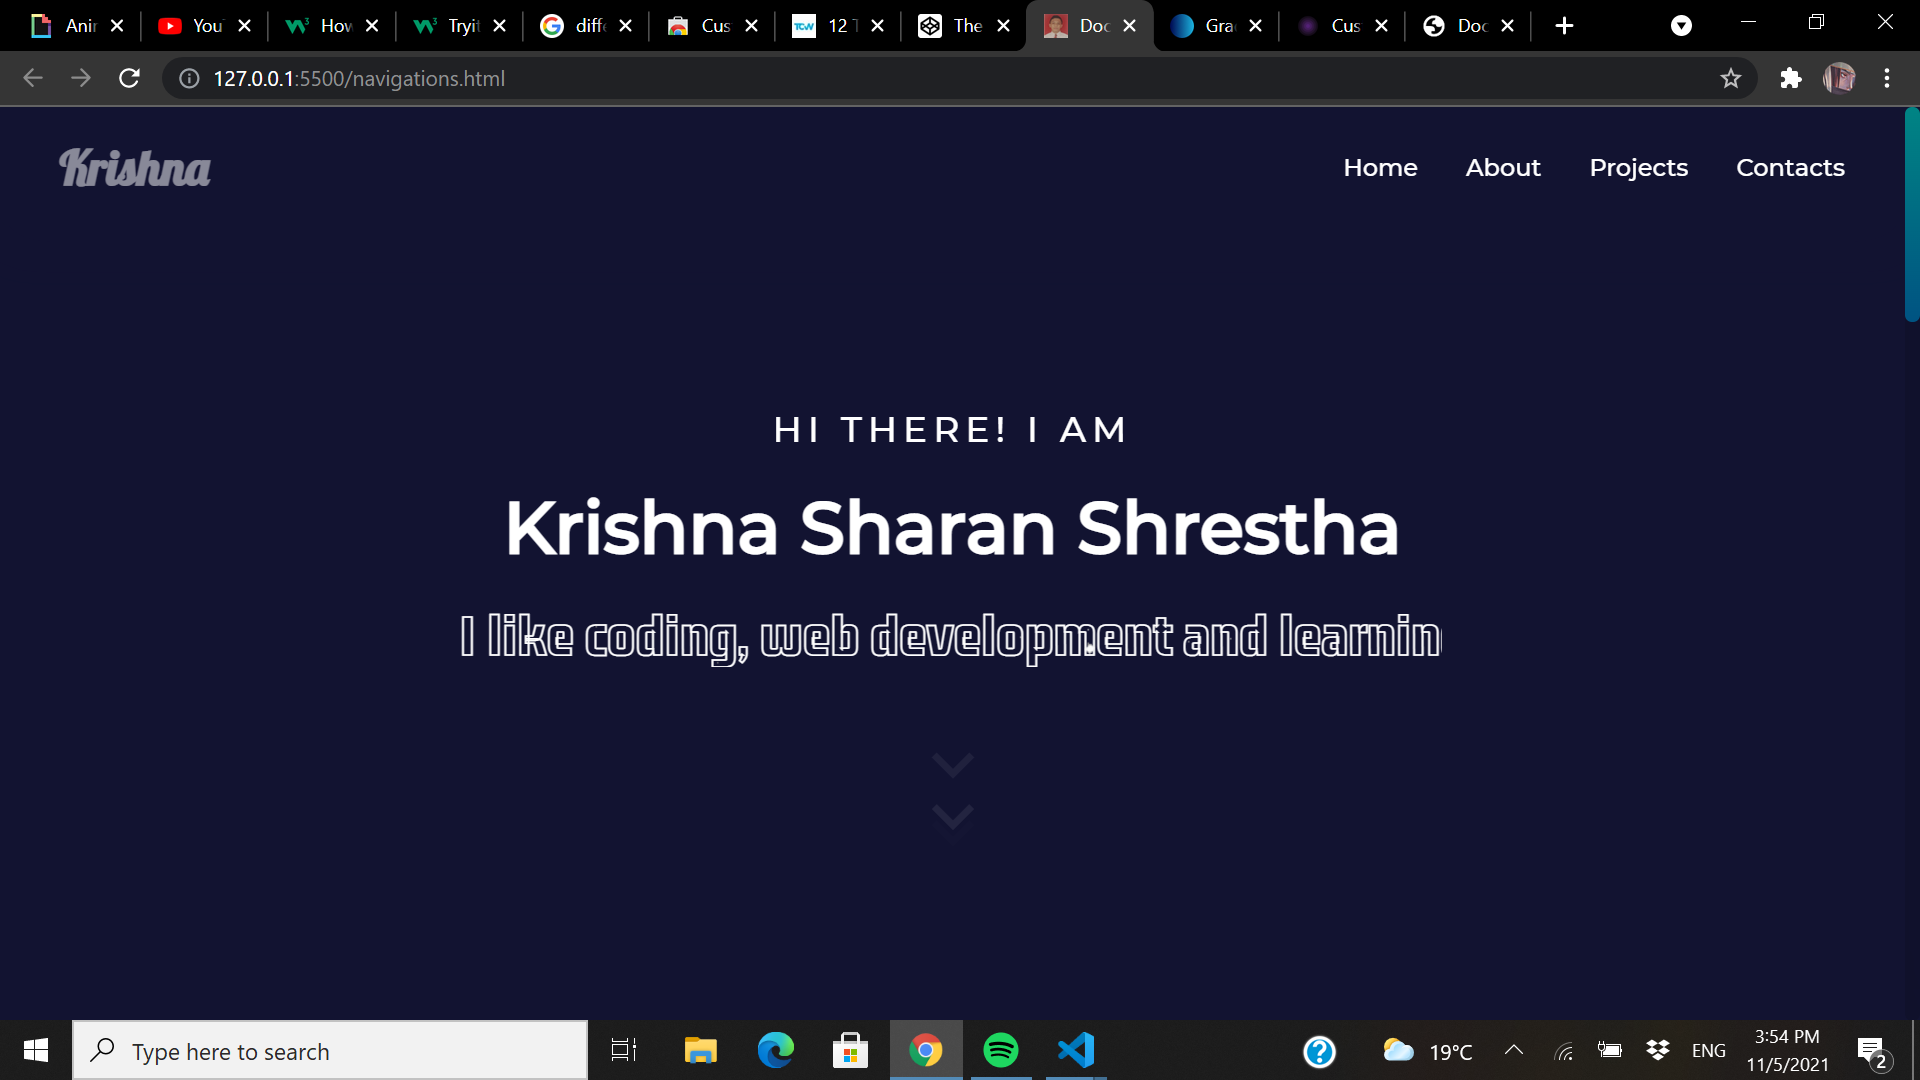 Anir
You
How
Tryit
diffe
Cus
12 T
The
Doc
Gra
Cus
Doc
127.0.0.1:5500/navigations.html
Krishna
Home
About
Projects
Contacts
HI THERE! I AM
Krishna Sharan Shrestha
I like coding, web development and learnin
Type here to search
19°C
ENG
3:54 PM
11/5/2021
2